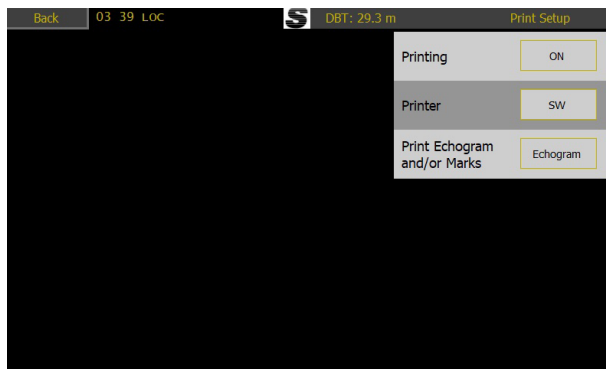 Back 03 39 LOC S DBT: 29.3 m Print Setup
Printing ON
Printer SW
Print Echogram
and/or Marks Echogram